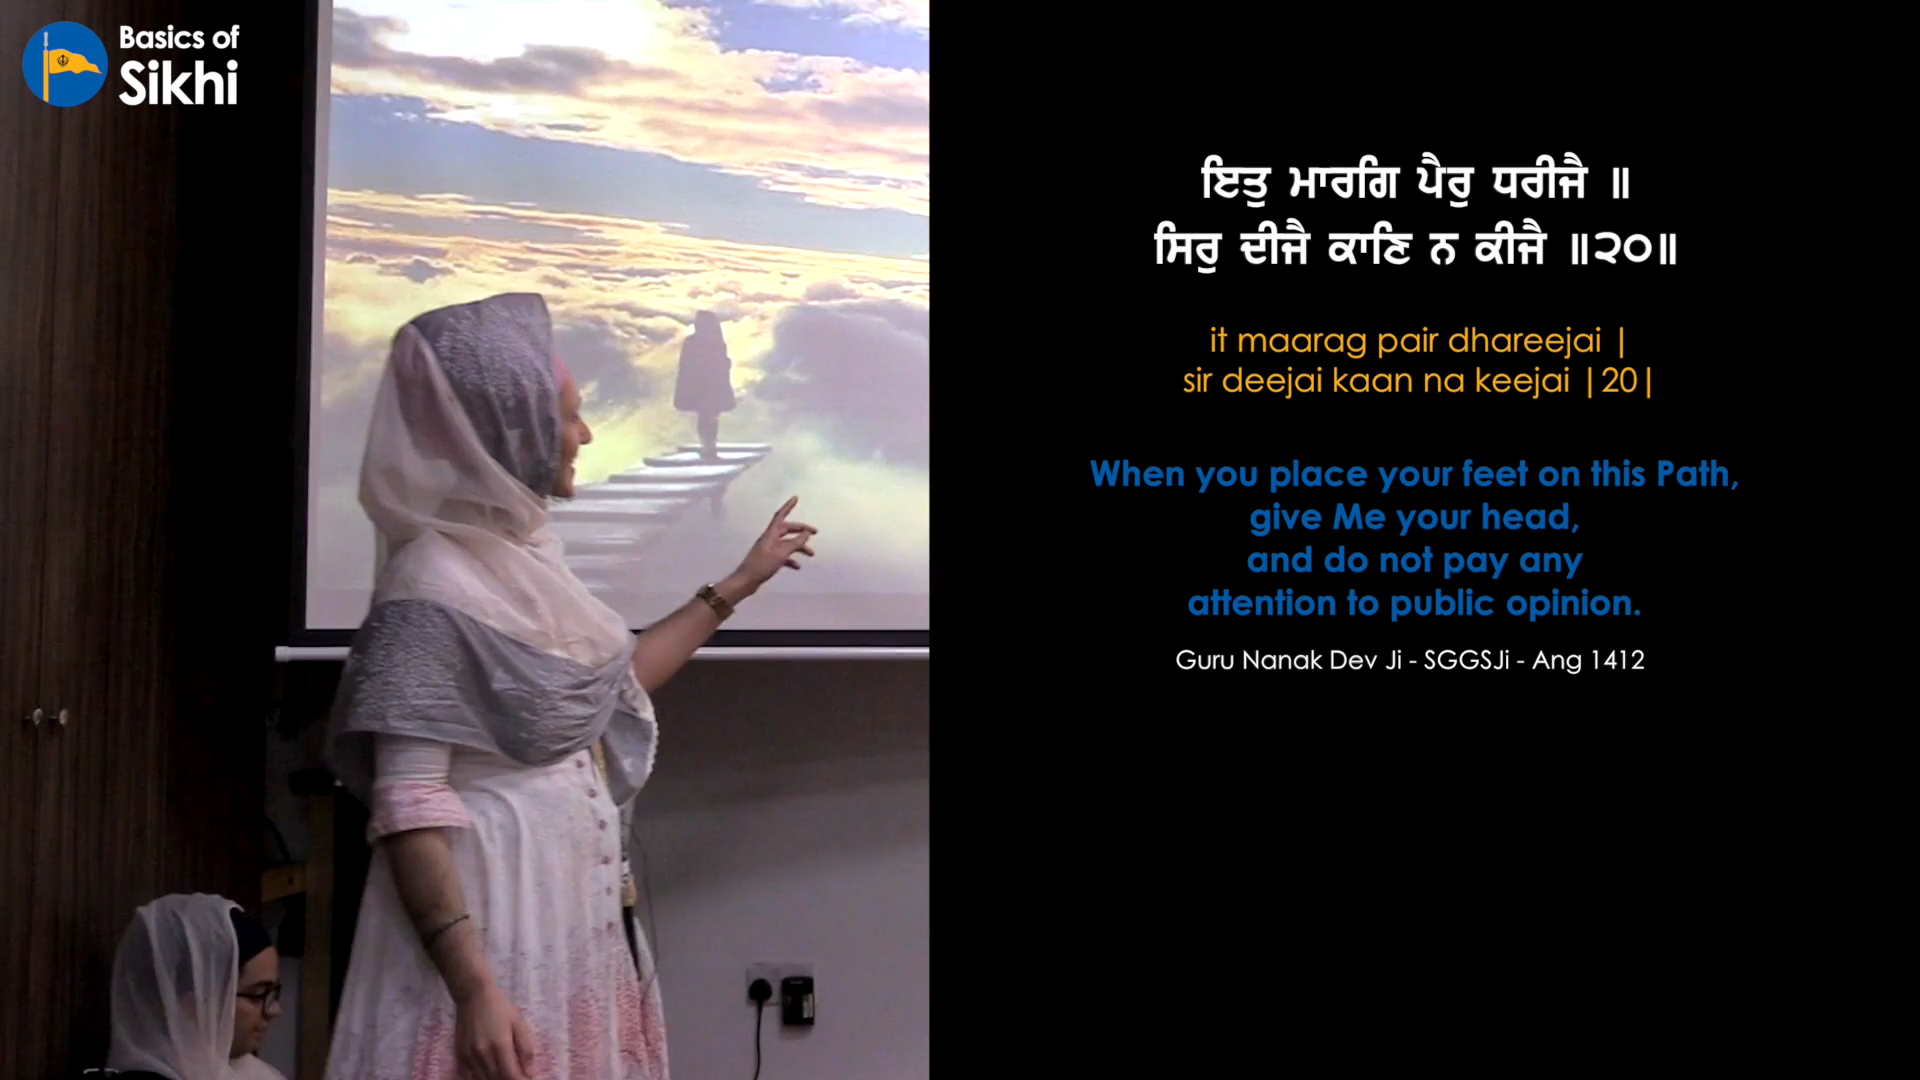 Basics of
Sikhi
ਇਤੁ ਮਾਰਗਿ ਪੈਰੁ ਧਰੀਜੈ ॥
ਸਿਰੁ ਦੀਜੈ ਕਾਣਿ ਨ ਕੀਜੈ ॥੨੦॥
it maarag pair dhareejai |
sir deejai kaan na keejai |20|
When you place your feet on this Path,
give Me your head,
and do not pay any
attention to public opinion.
Guru Nanak Dev Ji - SGGSJi - Ang 1412